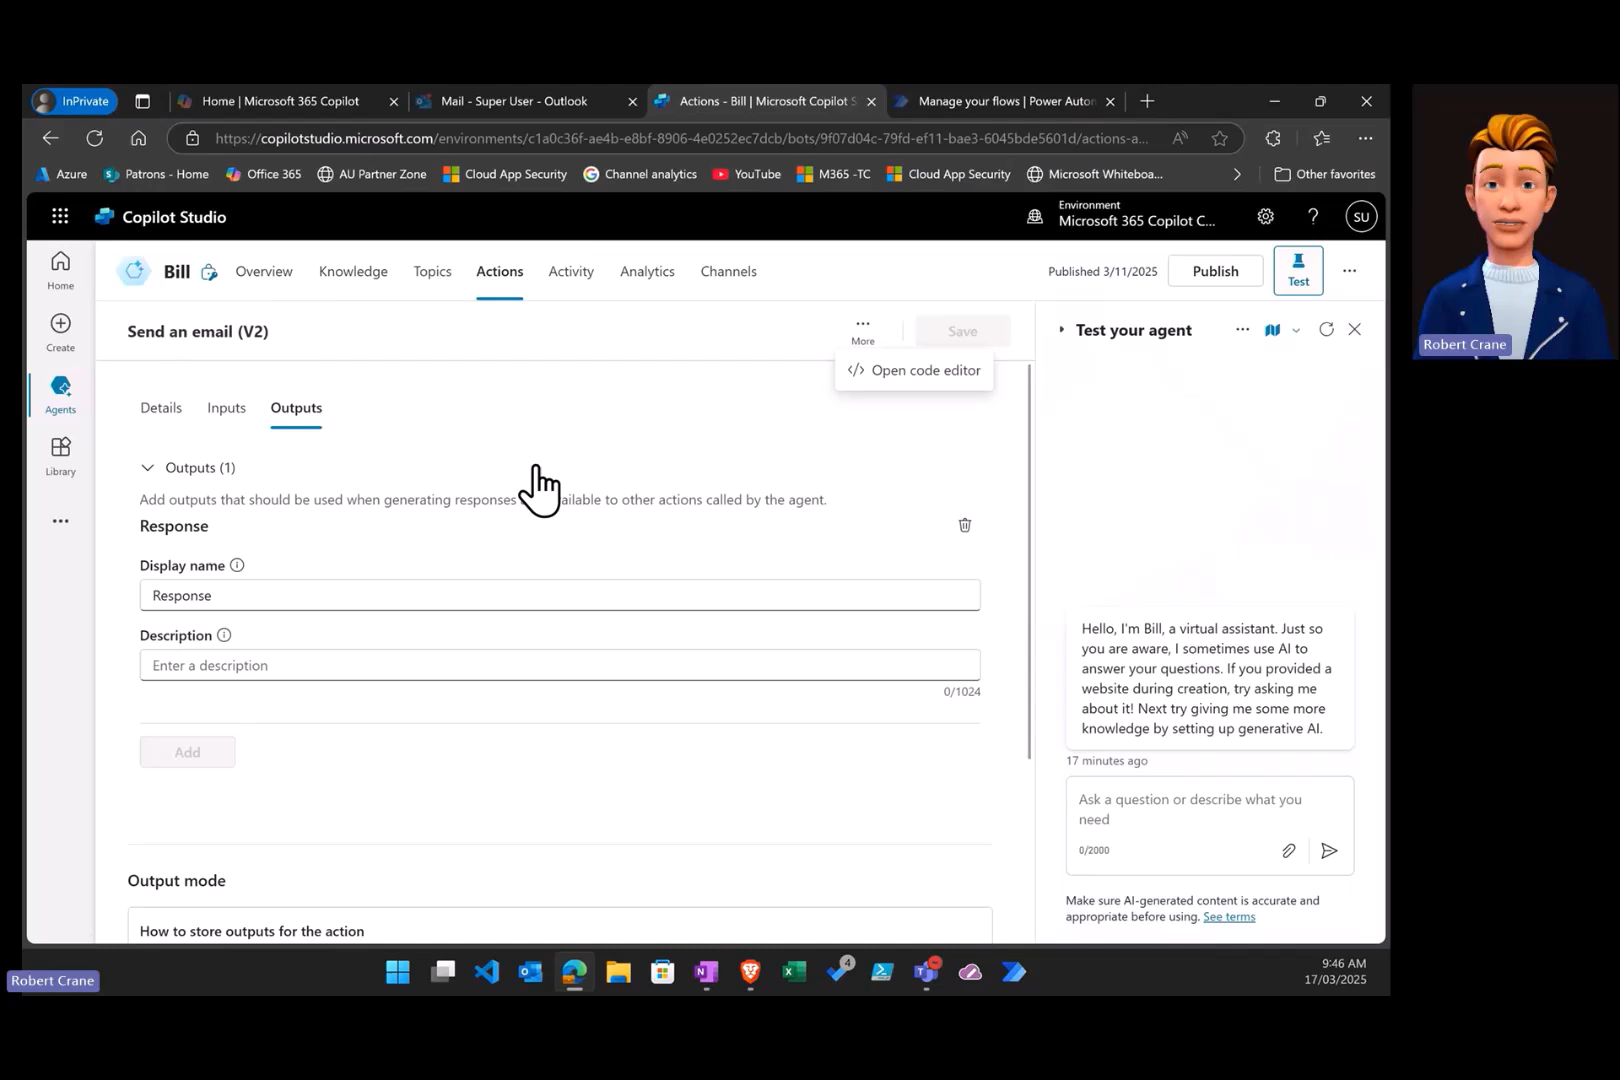 InPrivate
Home | Microsoft 365 Copilot
Mail - Super User - Outlook
Actions - Bill | Microsoft Copilot S
Manage your flows | Power Auton
https://copilotstudio.microsoft.com/environments/c1a0c36f-ae4b-e8bf-8906-4e0252ec7dcb/bots/9f07d04c-79fd-ef11-bae3-6045bde5601d/actions-a...
Azure
Patrons - Home
Office 365
AU Partner Zone
Cloud App Security
Channel analytics
YouTube
M365 -TC
Cloud App Security
Microsoft Whiteboa...
Other favorites
Copilot Studio
Environment
Microsoft 365 Copilot C...
SU
Home
Create
Agents
Library
Bill
Overview
Knowledge
Topics
Actions
Activity
Analytics
Channels
Published 3/11/2025
Publish
Test
Send an email (V2)
More
Save
Open code editor
Details
Inputs
Outputs
Outputs (1)
Add outputs that should be used when generating responses ailable to other actions called by the agent.
Response
Display name
Response
Description
Enter a description
0/1024
Add
Output mode
How to store outputs for the action
Test your agent
Hello, I'm Bill, a virtual assistant. Just so
you are aware, I sometimes use AI to
answer your questions. If you provided a
website during creation, try asking me
about it! Next try giving me some more
knowledge by setting up generative AI.
17 minutes ago
Ask a question or describe what you
need
0/2000
Make sure AI-generated content is accurate and
appropriate before using. See terms
4
9:46 AM
17/03/2025
Robert Crane
Robert Crane